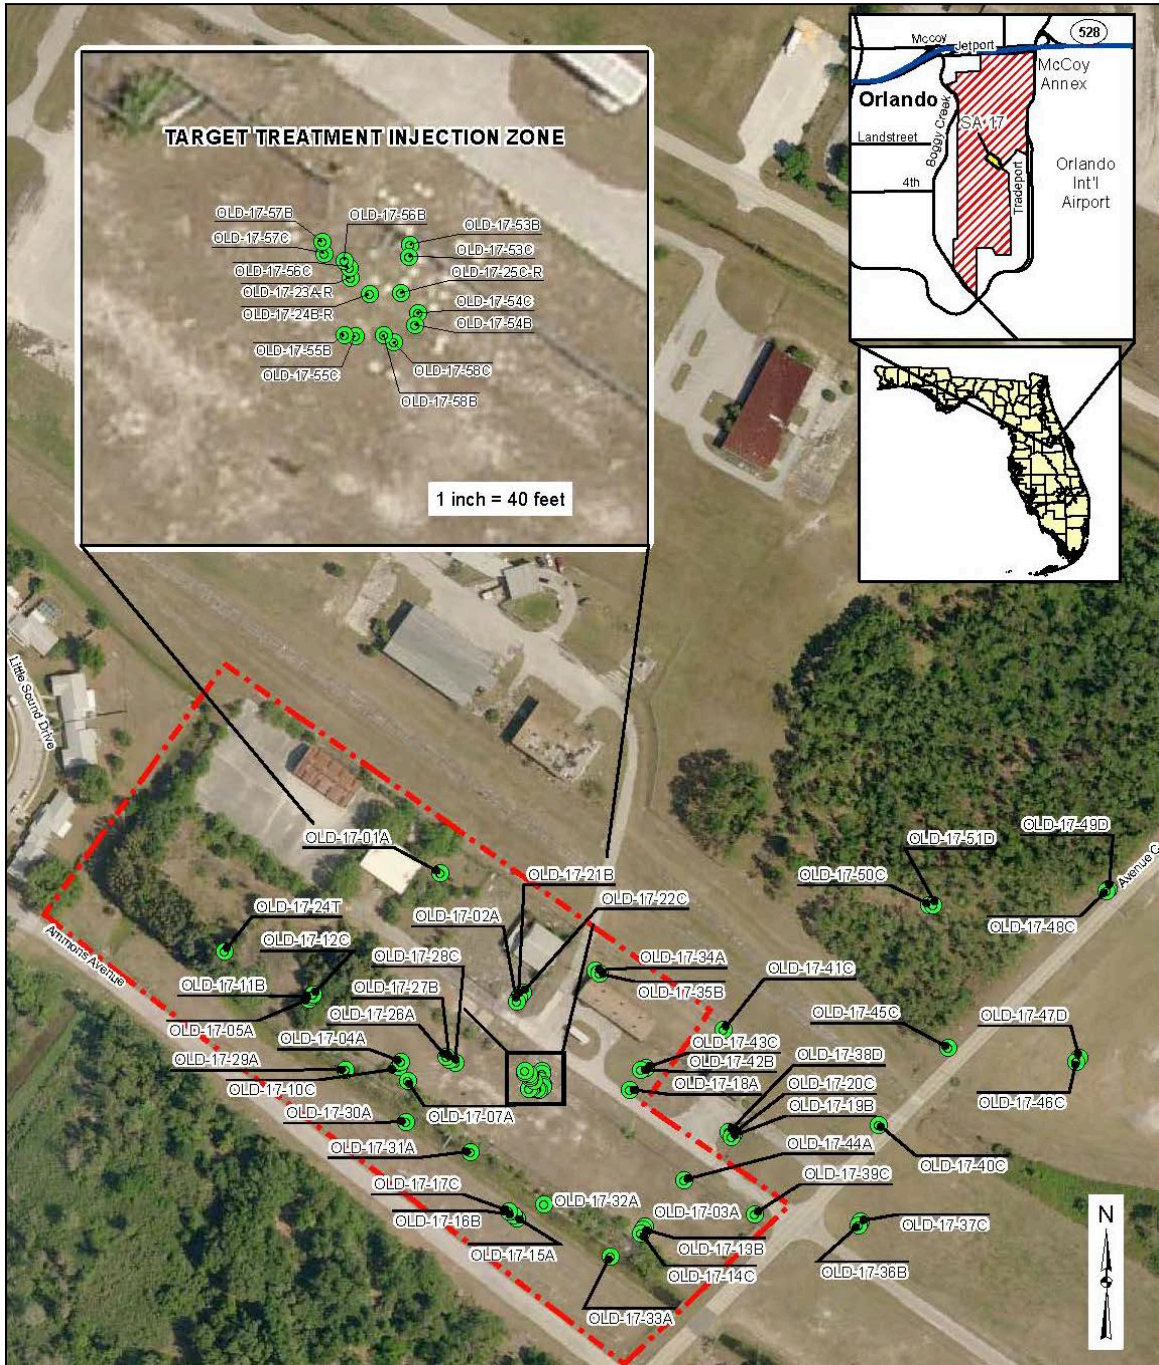 528
McCoy
Jetport
McCoy
Annex
Orlando
Boggy Creek
SA 17
Landstreet
4th
Tradeport
Orlando
Int'l
Airport
TARGET TREATMENT INJECTION ZONE
OLD-17-57B
OLD-17-56B
OLD-17-53B
OLD-17-57C
OLD-17-53C
OLD-17-56C
OLD-17-25C-R
OLD-17-23A-R
OLD-17-54C
OLD-17-24B-R
OLD-17-54B
OLD-17-55B
OLD-17-55C
OLD-17-58C
OLD-17-58B
1 inch = 40 feet
Little Sound Drive
OLD-17-01A
OLD-17-49D
OLD-17-51D
OLD-17-21B
OLD-17-50C
Avenue C
OLD-17-22C
OLD-17-24T
OLD-17-02A
OLD-17-48C
OLD-17-12C
Ammons Avenue
OLD-17-28C
OLD-17-34A
OLD-17-41C
OLD-17-11B
OLD-17-27B
OLD-17-35B
OLD-17-05A
OLD-17-26A
OLD-17-45C
OLD-17-47D
OLD-17-04A
OLD-17-43C
OLD-17-38D
OLD-17-29A
OLD-17-42B
OLD-17-20C
OLD-17-10C
OLD-17-18A
OLD-17-46C
OLD-17-07A
OLD-17-19B
OLD-17-30A
OLD-17-44A
OLD-17-31A
OLD-17-40C
OLD-17-39C
OLD-17-17C
OLD-17-32A
OLD-17-03A
OLD-17-16B
OLD-17-37C
OLD-17-13B
OLD-17-15A
OLD-17-14C
OLD-17-36B
OLD-17-33A
N